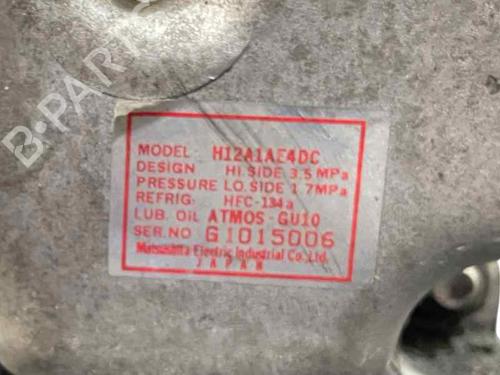 MODEL H12A1AE4DC
DESIGN HI.SIDE 3.5 MPa
PRESSURE LO.SIDE 1.7MPa
REFRIG: HFC-134a
LUB. OIL ATMOS-GU10
SER.NO G1015006
Matsushita Electric Industrial Co.,Ltd.
JAPAN